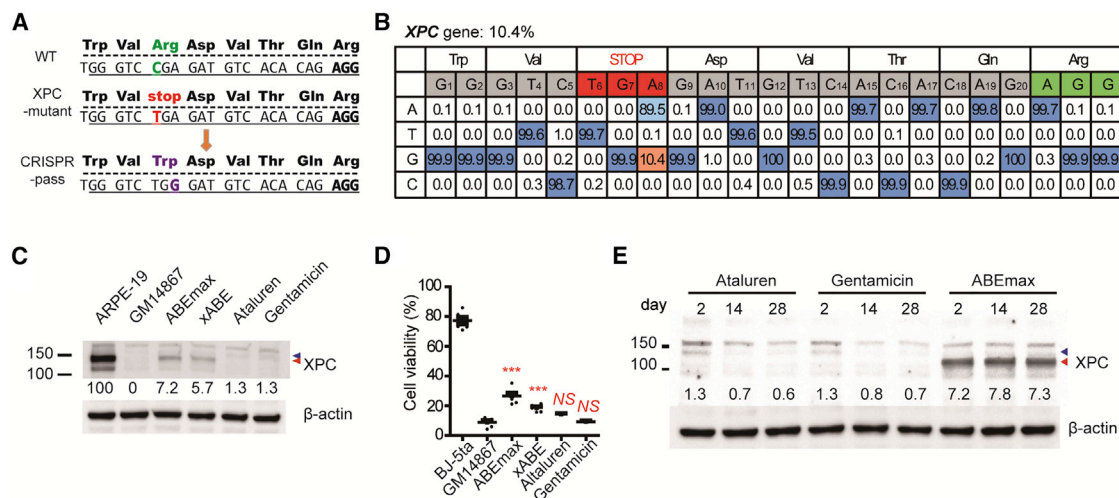 A
Trp Val Arg Asp Val Thr Gln Arg
WT
TGG GTC CGA GAT GTC ACA CAG AGG
XPC
-mutant
Trp Val stop Asp Val Thr Gln Arg
TGG GTC TGA GAT GTC ACA CAG AGG
CRISPR
-pass
Trp Val Trp Asp Val Thr Gln Arg
TGG GTC TGG GAT GTC ACA CAG AGG
B
XPC gene: 10.4%
Trp Val STOP Asp Val Thr Gln Arg
G1 G2 G3 T4 C5 T6 G7 A8 G9 A10 T11 G12 T13 C14 A15 C16 A17 C18 A19 G20 A G G
A 0.1 0.1 0.1 0.0 0.0 0.0 0.0 89.5 0.1 99.0 0.0 0.0 0.0 0.0 99.7 0.0 99.7 0.0 99.8 0.0 99.7 0.1 0.1
T 0.0 0.0 0.0 99.6 1.0 99.7 0.0 0.1 0.0 0.0 99.6 0.0 99.5 0.0 0.0 0.1 0.0 0.0 0.0 0.0 0.0 0.0 0.0
G 99.9 99.9 99.9 0.0 0.2 0.0 99.9 10.4 99.9 1.0 0.0 100 0.0 0.0 0.3 0.0 0.3 0.0 0.2 100 0.3 99.9 99.9
C 0.0 0.0 0.0 0.3 98.7 0.2 0.0 0.0 0.0 0.0 0.4 0.0 0.5 99.9 0.0 99.9 0.0 99.9 0.0 0.0 0.0 0.0 0.0
C
ARPE-19
GM14867
ABEmax
xABE
Ataluren
Gentamicin
150
100
XPC
100 0 7.2 5.7 1.3 1.3
β-actin
D
Cell viability (%)
100
80
60
40
20
0
***
***
NS
NS
BJ-5ta
GM14867
ABEmax
xABE
Altaluren
Gentamicin
E
Ataluren Gentamicin ABEmax
day 2 14 28 2 14 28 2 14 28
150
100
XPC
1.3 0.7 0.6 1.3 0.8 0.7 7.2 7.8 7.3
β-actin